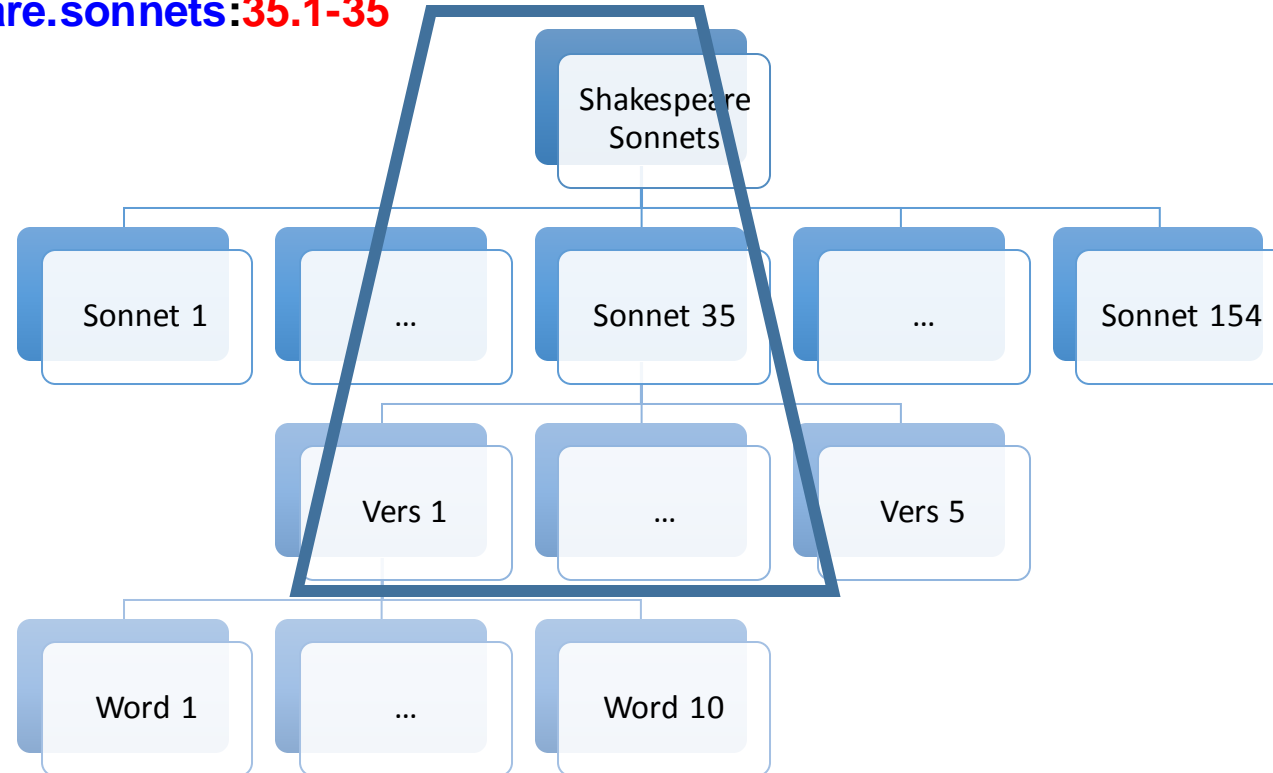 are.sonnets:35.1-35
Shakespeare
Sonnets
Sonnet 1
...
Sonnet 35
...
Sonnet 154
Vers 1
...
Vers 5
Word 1
...
Word 10